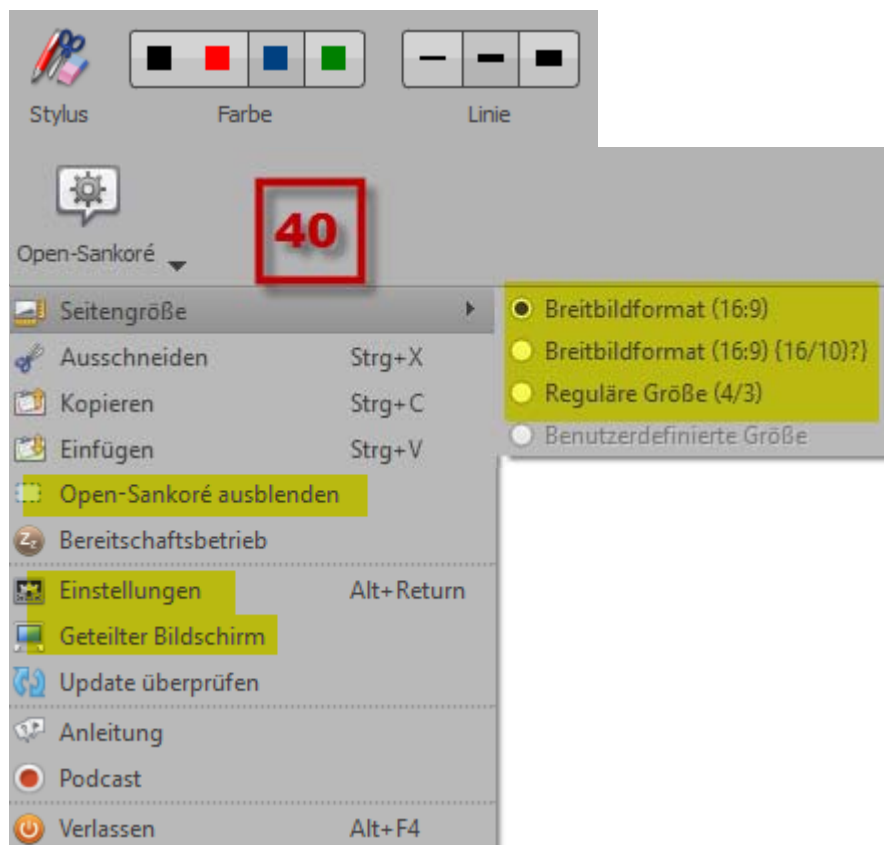 Stylus Farbe Linie
40
Open-Sankoré
Seitengröße
Breitbildformat (16:9)
Breitbildformat (16:9) {16/10)?}
Reguläre Größe (4/3)
Benutzerdefinierte Größe
Ausschneiden Strg+X
Kopieren Strg+C
Einfügen Strg+V
Open-Sankoré ausblenden
Bereitschaftsbetrieb
Einstellungen Alt+Return
Geteilter Bildschirm
Update überprüfen
Anleitung
Podcast
Verlassen Alt+F4